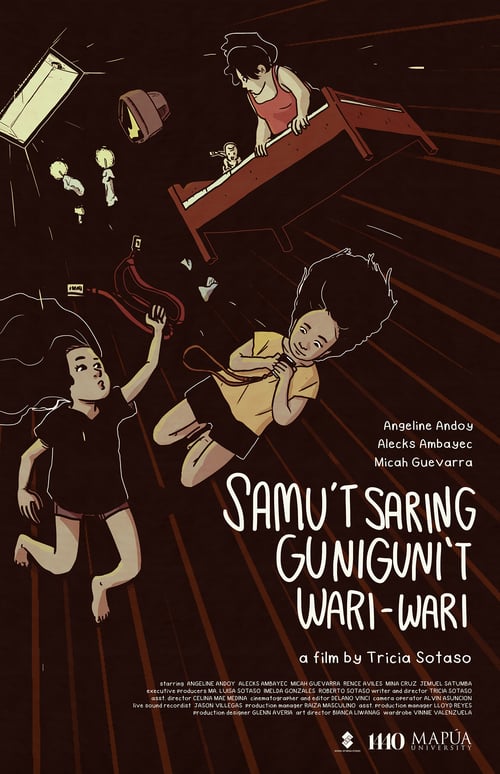 Angeline Andoy
Alecks Ambayec
Micah Guevarra
SAMU'T SARING
GUNIGUNI'T
WARI-WARI
a film by Tricia Sotaso
starring ANGELINE ANDOY ALECKS AMBAYEC MICAH GUEVARRA RENCE AVILES MINA CRUZ JEMUEL SATUMBA
executive producers MA. LUISA SOTASO IMELDA GONZALES ROBERTO SOTASO writer and director TRICIA SOTASO
asst. director CELINA MAE MEDINA cinematographer and editor DELANO VINCI camera operator ALVIN ASUNCION
live sound recordist JASON VILLEGAS production manager RAIZA MASCULINO asst. production manager LLOYD REYES
production designer GLENN AVERIA art director BIANCA LIWANAG wardrobe VINNIE VALENZUELA
1440 MAPÚA
UNIVERSITY